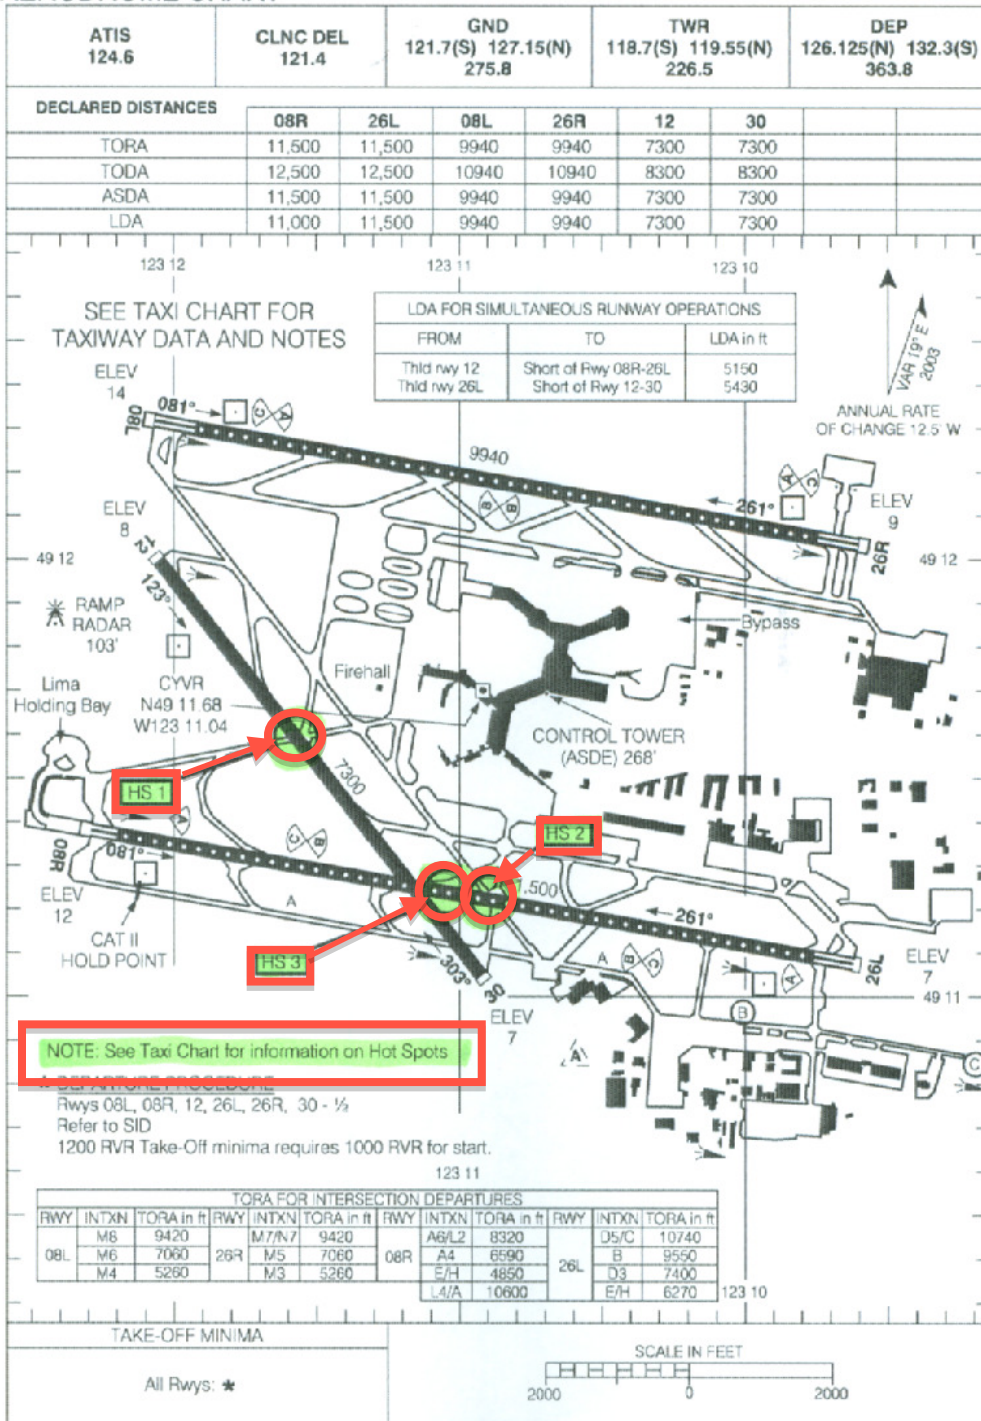 ATIS
124.6
CLNC DEL
121.4
GND
121.7(S) 127.15(N)
275.8
TWR
118.7(S) 119.55(N)
226.5
DEP
126.125(N) 132.3(S)
363.8
DECLARED DISTANCES
08R 26L 08L 26R 12 30
TORA 11,500 11,500 9940 9940 7300 7300
TODA 12,500 12,500 10940 10940 8300 8300
ASDA 11,500 11,500 9940 9940 7300 7300
LDA 11,000 11,500 9940 9940 7300 7300
123 12
123 11
123 10
SEE TAXI CHART FOR
TAXIWAY DATA AND NOTES
LDA FOR SIMULTANEOUS RUNWAY OPERATIONS
FROM TO LDA in ft
Thld rwy 12 Short of Rwy 08R-26L 5150
Thld rwy 26L Short of Rwy 12-30 5430
VAR 19° E
2003
ANNUAL RATE
OF CHANGE 12.5' W
ELEV
14
08L
081°
C A
9940
B B
A C
261°
ELEV
9
26R
ELEV
8
12
123°
49 12
49 12
RAMP
RADAR
103'
Bypass
Firehall
Lima
Holding Bay
CYVR
N49 11.68
W123 11.04
CONTROL TOWER
(ASDE) 268'
7300
HS 1
HS 2
C B
08R
081°
1,500
261°
ELEV
12
A
CAT II
HOLD POINT
HS 3
303°
30
A
B C
A
26L
ELEV
7
49 11
ELEV
7
B
A
C
NOTE: See Taxi Chart for information on Hot Spots
* DEPARTURE PROCEDURE
Rwys 08L, 08R, 12, 26L, 26R, 30 - ½
Refer to SID
1200 RVR Take-Off minima requires 1000 RVR for start.
123 11
TORA FOR INTERSECTION DEPARTURES
RWY INTXN TORA in ft RWY INTXN TORA in ft RWY INTXN TORA in ft RWY INTXN TORA in ft
08L M8 9420 26R M7/N7 9420 08R A6/L2 8320 26L D5/C 10740
M6 7060 M5 7060 A4 6590 B 9550
M4 5260 M3 5260 E/H 4850 D3 7400
L4/A 10600 E/H 6270
123 10
TAKE-OFF MINIMA
All Rwys: *
SCALE IN FEET
2000 0 2000